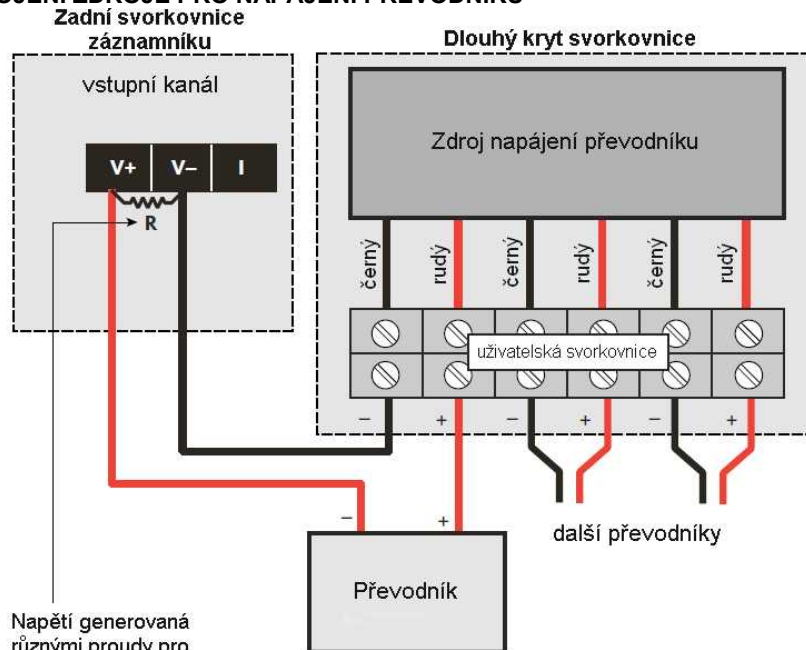 Zadní svorkovnice
záznamníku
vstupní kanál
V+ V– I
R
Dlouhý kryt svorkovnice
Zdroj napájení převodníku
černý rudý černý rudý černý rudý
uživatelská svorkovnice
– + – + – +
další převodníky
– +
Převodník
Napětí generovaná
různými proudy pro